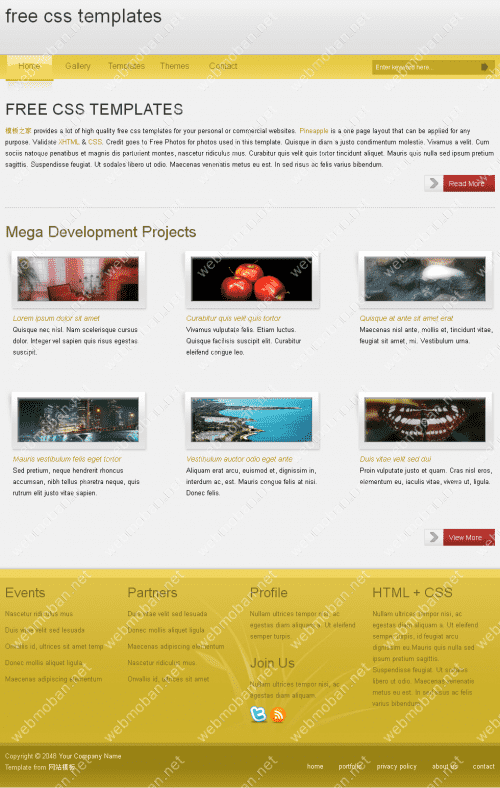 free css templates
Home Gallery Templates Themes Contact
Enter keyword here...
FREE CSS TEMPLATES
模板之家 provides a lot of high quality free css templates for your personal or commercial websites. Pineapple is a one page layout that can be applied for any
purpose. Validate XHTML & CSS. Credit goes to Free Photos for photos used in this template. Quisque in diam a justo condimentum molestie. Vivamus a velit. Cum
sociis natoque penatibus et magnis dis parturient montes, nascetur ridiculus mus. Curabitur quis velit quis tortor tincidunt aliquet. Mauris quis nulla sed ipsum pretium
sagittis. Suspendisse feugiat. Ut sodales libero ut odio. Maecenas venenatis metus eu est. In sed risus ac felis varius bibendum.
Read More
Mega Development Projects
Lorem ipsum dolor sit amet
Quisque nec nisl. Nam scelerisque cursus
dolor. Integer vel sapien quis risus egestas
suscipit.
Curabitur quis velit quis tortor
Vivamus vulputate felis. Etiam luctus.
Quisque facilisis suscipit elit. Curabitur
eleifend congue leo.
Quisque at ante sit amet erat
Maecenas nisl ante, mollis et, tincidunt vitae,
feugiat sit amet, mi. Vestibulum urna.
Mauris vestibulum felis eget tortor
Sed pretium, neque hendrerit rhoncus
accumsan, nibh tellus pharetra neque, quis
rutrum elit justo vitae sapien.
Vestibulum auctor odio eget ante
Aliquam erat arcu, euismod et, dignissim in,
interdum ac, est. Mauris congue felis at nisi.
Donec felis.
Duis vitae velit sed dui
Proin vulputate justo et quam. Cras nisl eros,
elementum eu, iaculis vitae, viverra ut, ligula.
View More
Events
Nascetur ridiculus mus
Duis vitae velit sed lesuada
Orwallis id, ultrices sit amet temp
Donec mollis aliquet ligula
Maecenas adipiscing elementum
Partners
Duis vitae velit sed lesuada
Donec mollis aliquet ligula
Maecenas adipiscing elementum
Nascetur ridiculus mus
Orwallis id, ultrices sit amet
Profile
Nullam ultrices tempor nisi, ac
egestas diam aliquam a. Ut eleifend
semper turpis.
Join Us
Nullam ultrices tempor nisi, ac
egestas diam aliquam
HTML + CSS
Nullam ultrices tempor nisi, ac
egestas diam aliquam a. Ut eleifend
semper turpis, id feugiat arcu
dignissim eu.Mauris quis nulla sed
ipsum pretium sagittis.
Suspendisse feugiat. Ut sodales
libero ut odio. Maecenas venenatis
metus eu est. In sed risus ac felis
varius bibendum.
Copyright © 2048 Your Company Name
Template from 网站模板
home portfolio privacy policy about us contact
webmoban.net